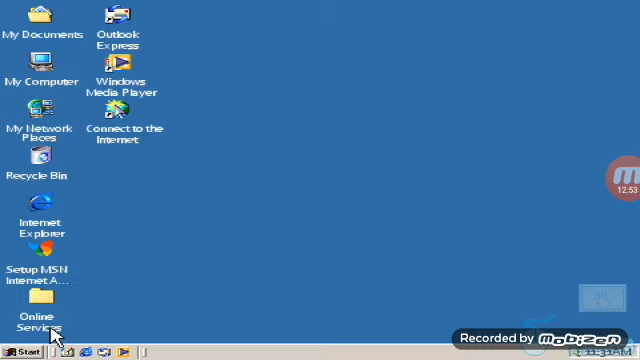 My Documents
Outlook
Express
My Computer
Windows
Media Player
My Network
Places
Connect to the
Internet
Recycle Bin
Internet
Explorer
Setup MSN
Internet A...
Online
Services
12:53
Recorded by Mobizen
Start